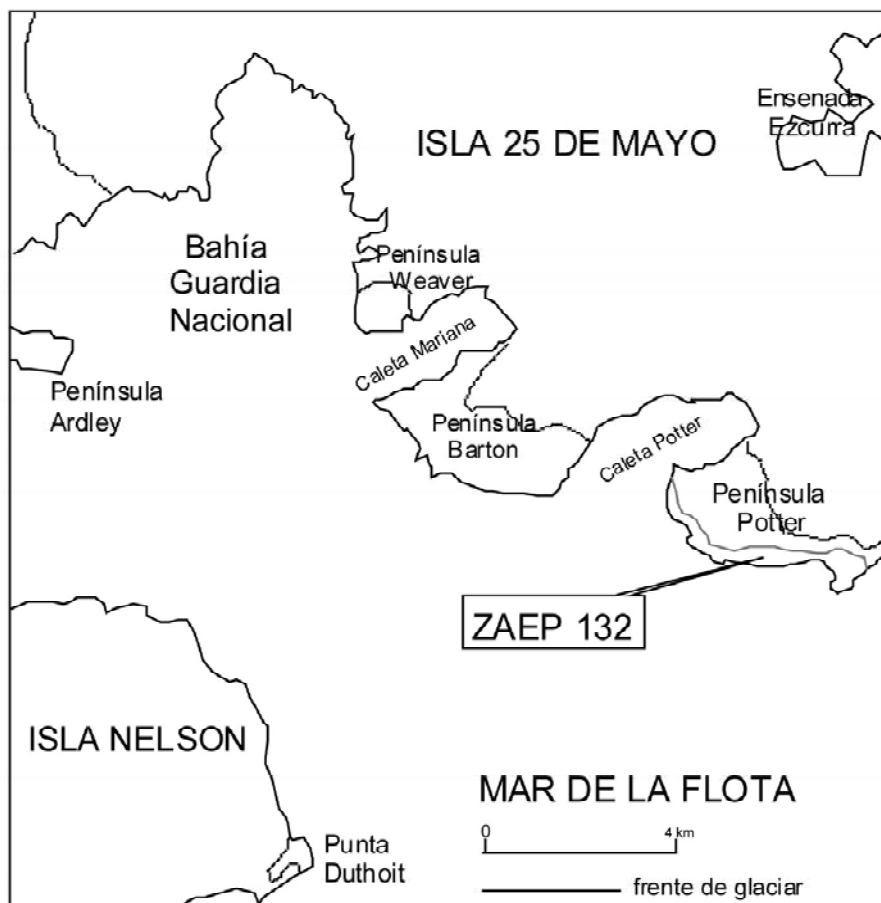 Ensenada
Ezcurra
ISLA 25 DE MAYO
Bahía
Guardia
Nacional
Península
Weaver
Caleta Mariana
Península
Ardley
Península
Barton
Caleta Potter
Península
Potter
ZAEP 132
ISLA NELSON
MAR DE LA FLOTA
0 4 km
Punta
Duthoit
frente de glaciar